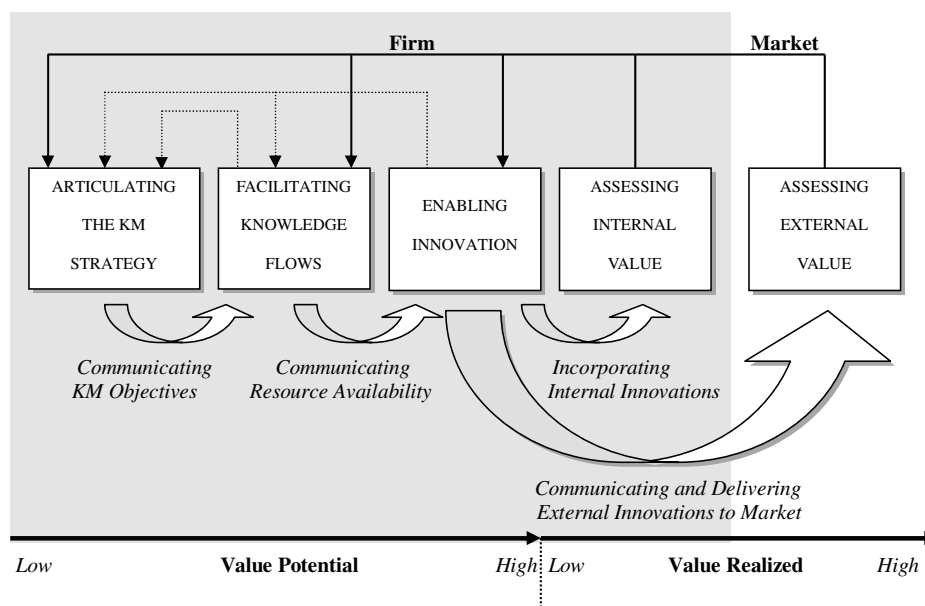 Firm
Market
ARTICULATING
THE KM
STRATEGY
FACILITATING
KNOWLEDGE
FLOWS
ENABLING
INNOVATION
ASSESSING
INTERNAL
VALUE
ASSESSING
EXTERNAL
VALUE
Communicating
KM Objectives
Communicating
Resource Availability
Incorporating
Internal Innovations
Communicating and Delivering
External Innovations to Market
Low Value Potential High Low Value Realized High